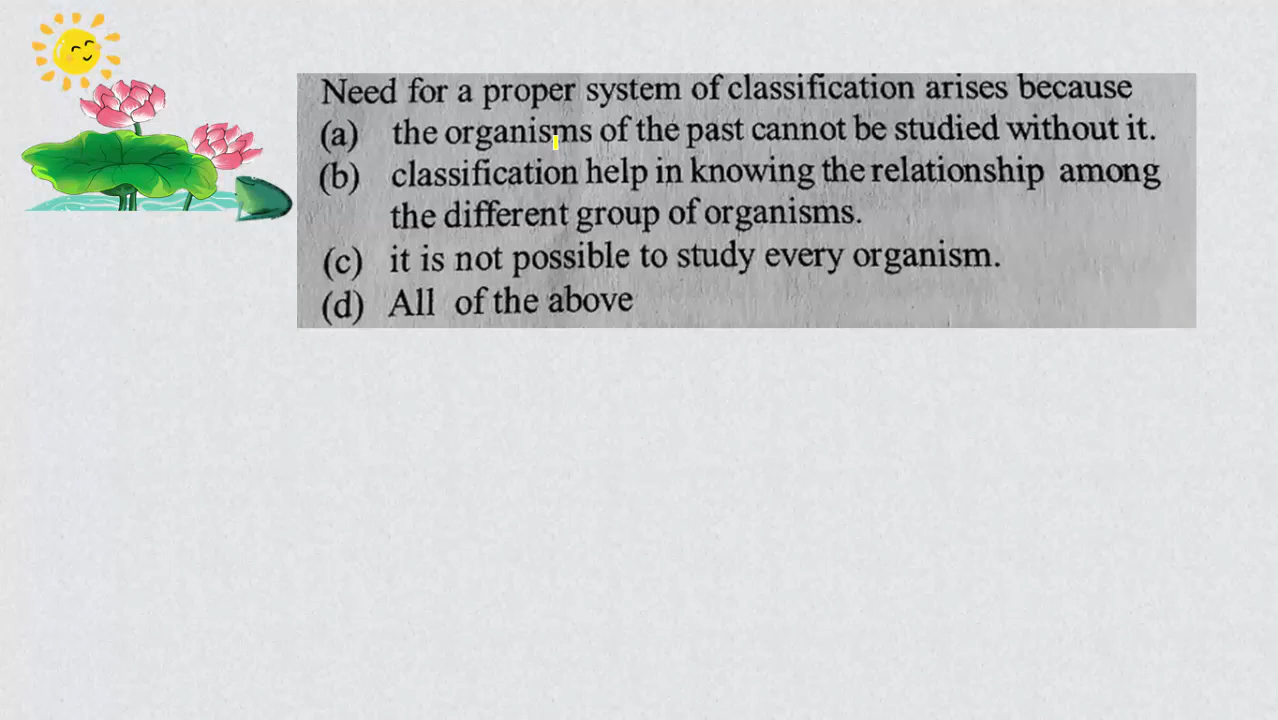 Need for a proper system of classification arises because
(a) the organisms of the past cannot be studied without it.
(b) classification help in knowing the relationship among
the different group of organisms.
(c) it is not possible to study every organism.
(d) All of the above